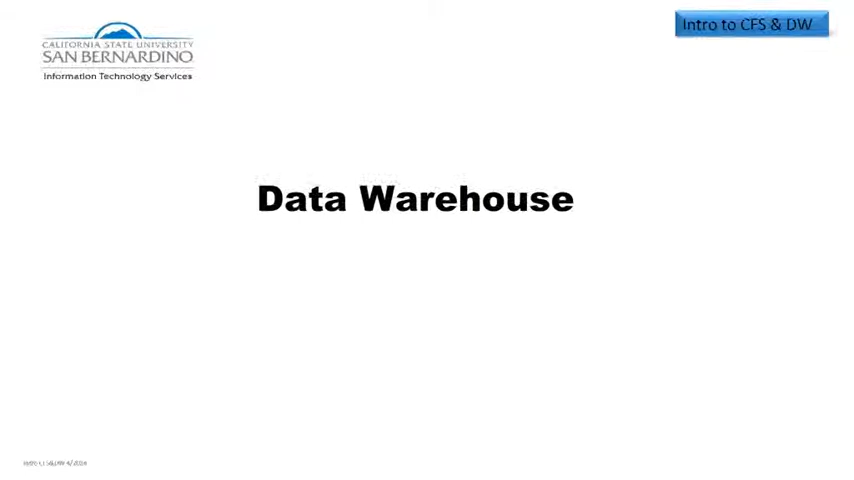 CALIFORNIA STATE UNIVERSITY
SAN BERNARDINO
Information Technology Services
Intro to CFS & DW
Data Warehouse